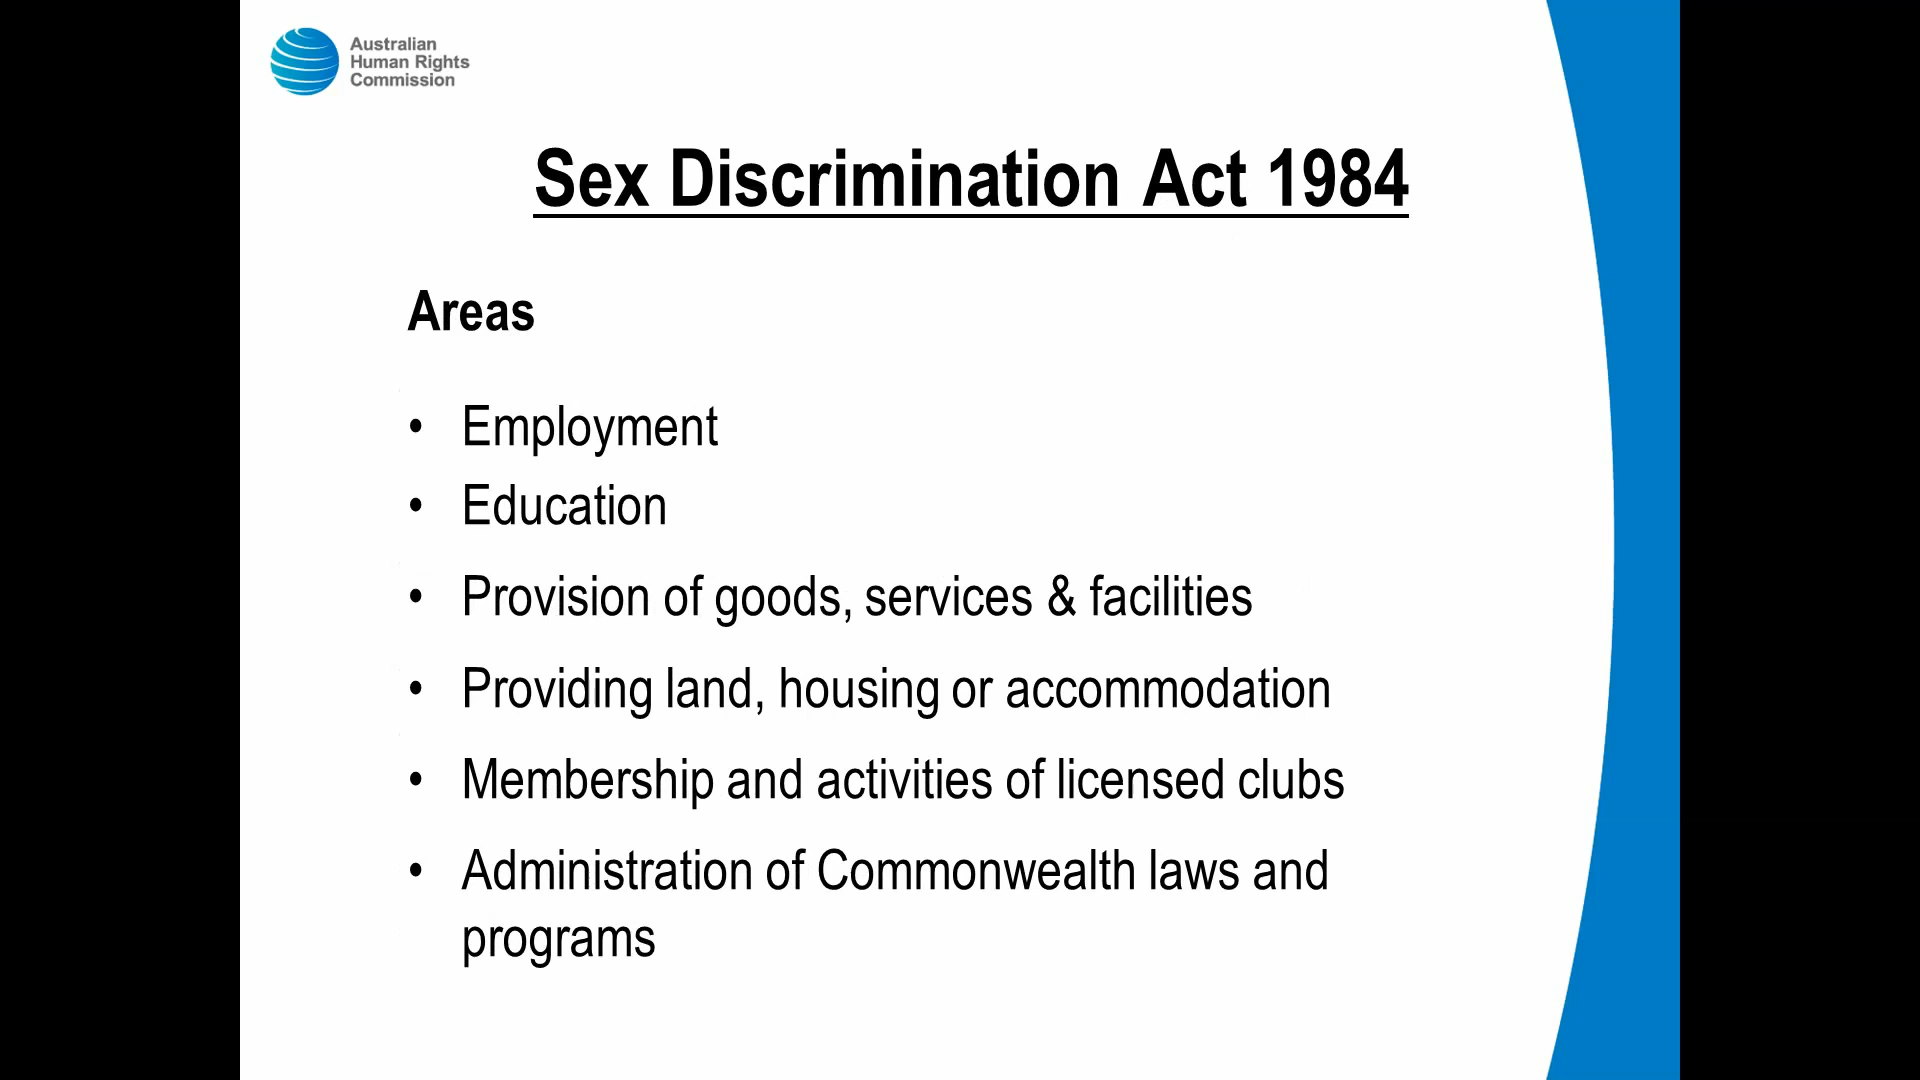 Australian
Human Rights
Commission
Sex Discrimination Act 1984
Areas
• Employment
• Education
• Provision of goods, services & facilities
• Providing land, housing or accommodation
• Membership and activities of licensed clubs
• Administration of Commonwealth laws and
programs